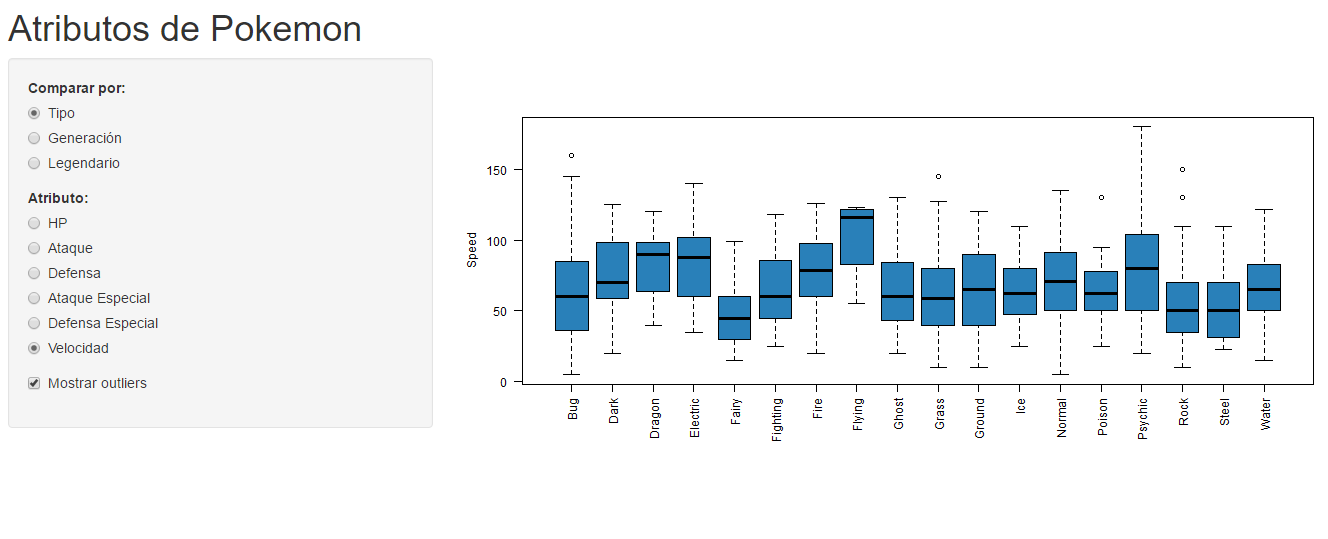 Atributos de Pokemon
Comparar por:
Tipo
Generación
Legendario
Atributo:
HP
Ataque
Defensa
Ataque Especial
Defensa Especial
Velocidad
Mostrar outliers
Speed
150
100
50
0
Bug
Dark
Dragon
Electric
Fairy
Fighting
Fire
Flying
Ghost
Grass
Ground
Ice
Normal
Poison
Psychic
Rock
Steel
Water